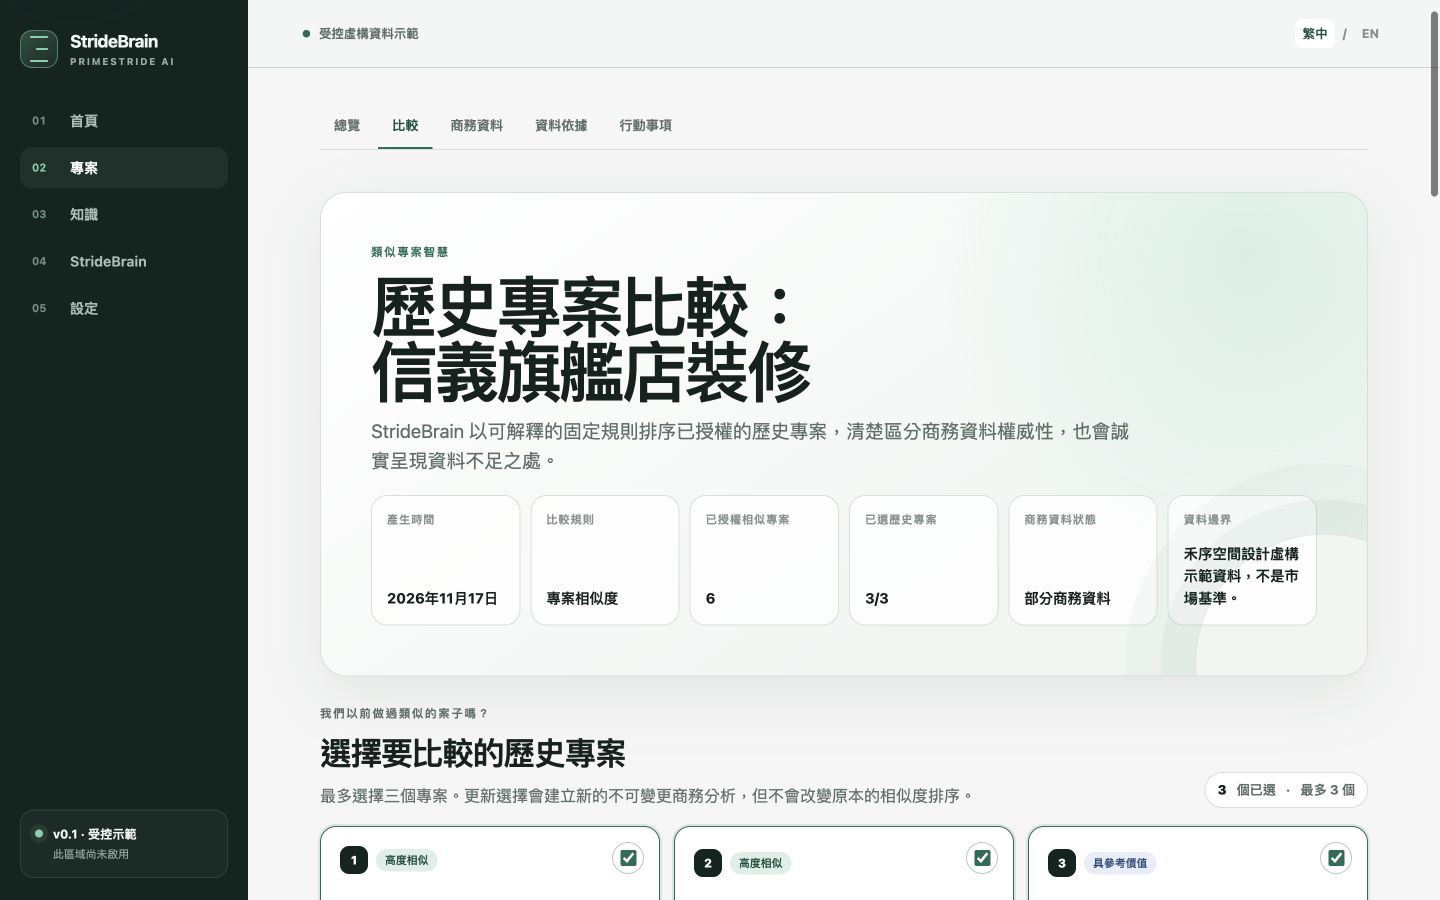 StrideBrain
PRIMESTRIDE AI
01 首頁
02 專案
03 知識
04 StrideBrain
05 設定
v0.1 · 受控示範
此區域尚未啟用
受控虛構資料示範
繁中 / EN
總覽 比較 商務資料 資料依據 行動事項
類似專案智慧
歷史專案比較：
信義旗艦店裝修
StrideBrain 以可解釋的固定規則排序已授權的歷史專案，清楚區分商務資料權威性，也會誠
實呈現資料不足之處。
產生時間
2026年11月17日
比較規則
專案相似度
已授權相似專案
6
已選歷史專案
3/3
商務資料狀態
部分商務資料
資料邊界
禾序空間設計虛構
示範資料，不是市
場基準。
我們以前做過類似的案子嗎？
選擇要比較的歷史專案
最多選擇三個專案。更新選擇會建立新的不可變更商務分析，但不會改變原本的相似度排序。
3 個已選 · 最多 3 個
1 高度相似
2 高度相似
3 具參考價值